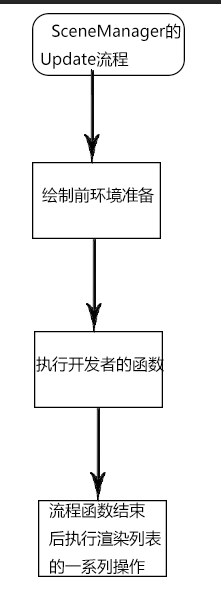 SceneManager的
Update流程
绘制前环境准备
执行开发者的函数
流程函数结束
后执行渲染列表
的一系列操作